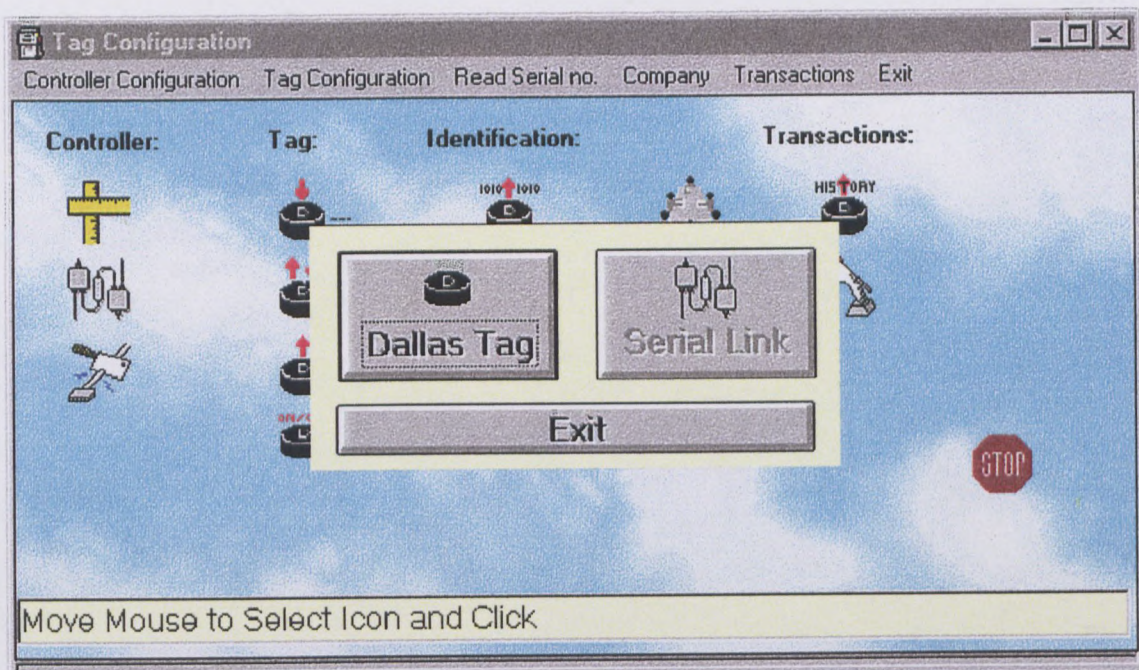 Tag Configuration
Controller Configuration Tag Configuration Read Serial no. Company Transactions Exit
Controller: Tag: Identification: Transactions:
1010 1010 HISTORY
Dallas Tag Serial Link
Exit
STOP
Move Mouse to Select Icon and Click